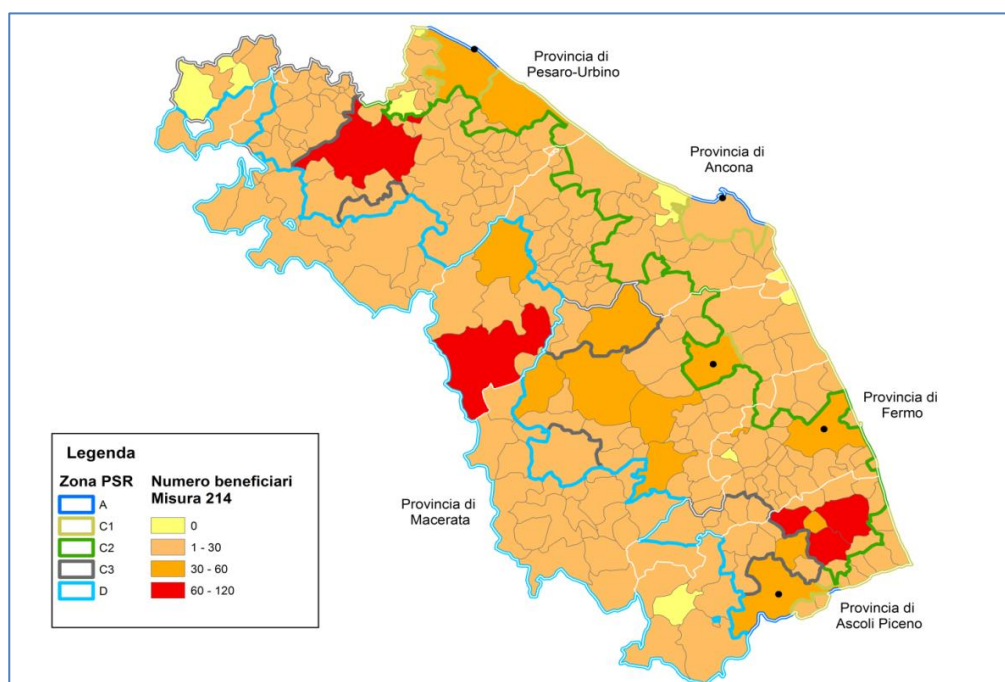 Provincia di
Pesaro-Urbino
Provincia di
Ancona
Provincia di
Fermo
Provincia di
Macerata
Provincia di
Ascoli Piceno
Legenda
Zona PSR
A
C1
C2
C3
D
Numero beneficiari
Misura 214
0
1 - 30
30 - 60
60 - 120